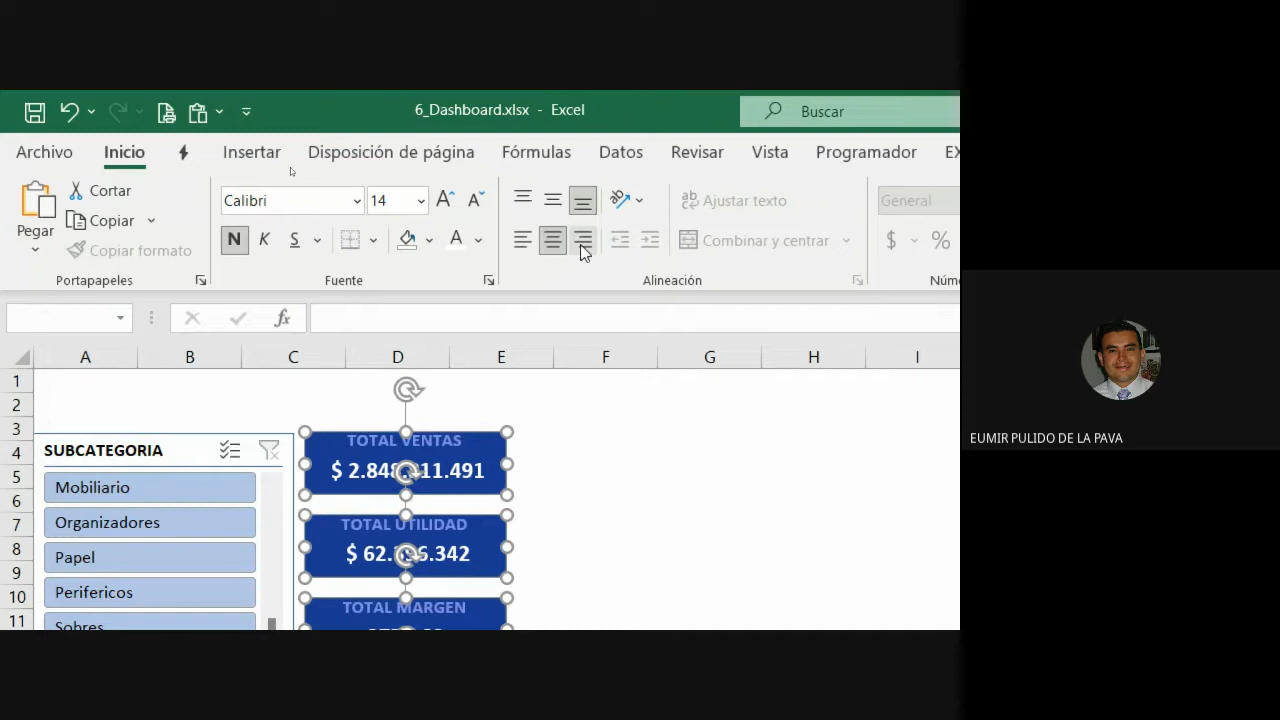 6_Dashboard.xlsx - Excel
Buscar
Archivo Inicio Insertar Disposición de página Fórmulas Datos Revisar Vista Programador EX
Pegar
Cortar
Copiar
Copiar formato
Portapapeles
Calibri 14
N K S A
Fuente
Ajustar texto
Combinar y centrar
Alineación
General
$ %
Núme
fx
A B C D E F G H I
1
2
3
4
5
6
7
8
9
10
11
SUBCATEGORIA
Mobiliario
Organizadores
Papel
Perifericos
Sobres
TOTAL VENTAS
TOTAL UTILIDAD
TOTAL MARGEN
EUMIR PULIDO DE LA PAVA